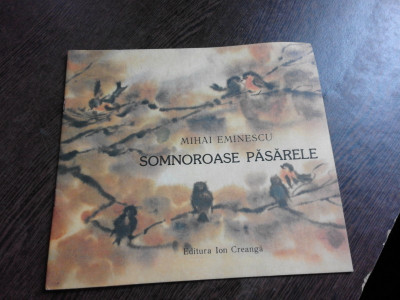 MIHAI EMINESCU
SOMNOROASE PĂSĂRELE
Editura Ion Creangă